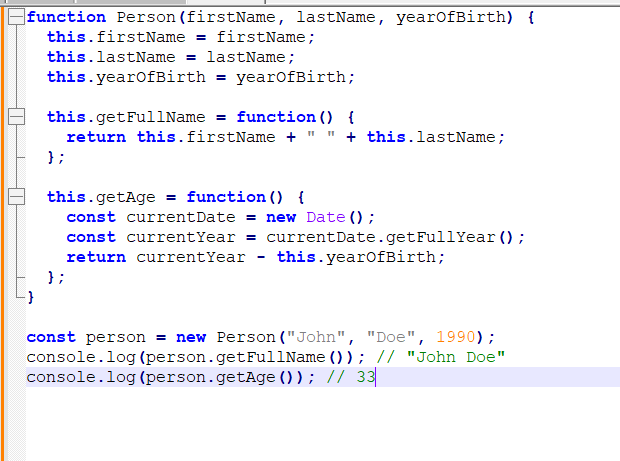 function Person(firstName, lastName, yearOfBirth) {
  this.firstName = firstName;
  this.lastName = lastName;
  this.yearOfBirth = yearOfBirth;

  this.getFullName = function() {
    return this.firstName + " " + this.lastName;
  };

  this.getAge = function() {
    const currentDate = new Date();
    const currentYear = currentDate.getFullYear();
    return currentYear - this.yearOfBirth;
  };
}

const person = new Person("John", "Doe", 1990);
console.log(person.getFullName()); // "John Doe"
console.log(person.getAge()); // 33